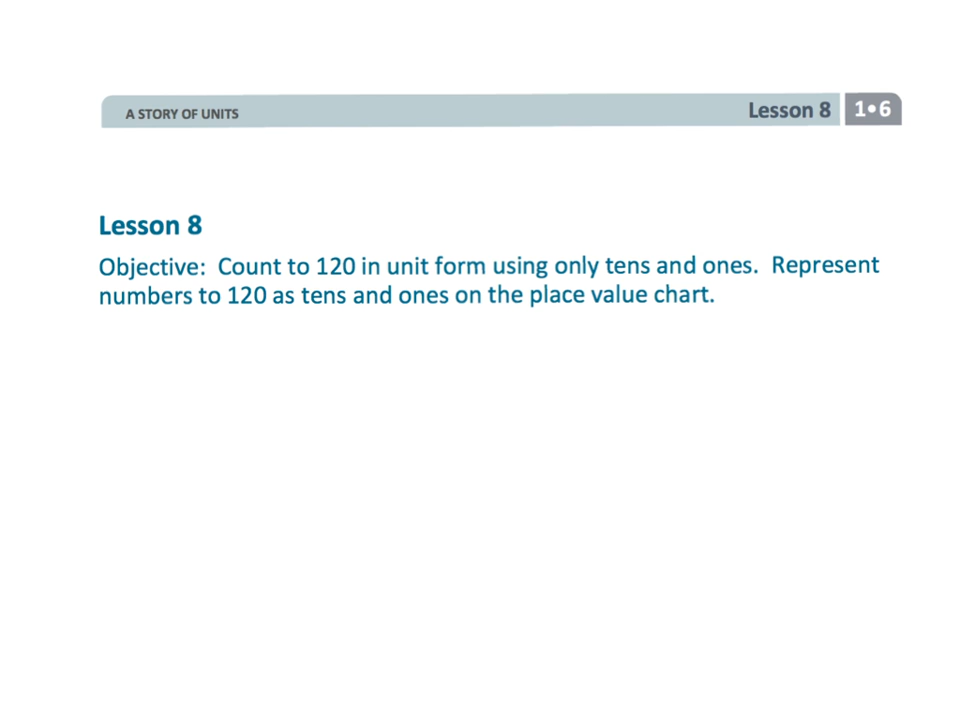 A STORY OF UNITS
Lesson 8
1•6
Lesson 8
Objective: Count to 120 in unit form using only tens and ones. Represent
numbers to 120 as tens and ones on the place value chart.